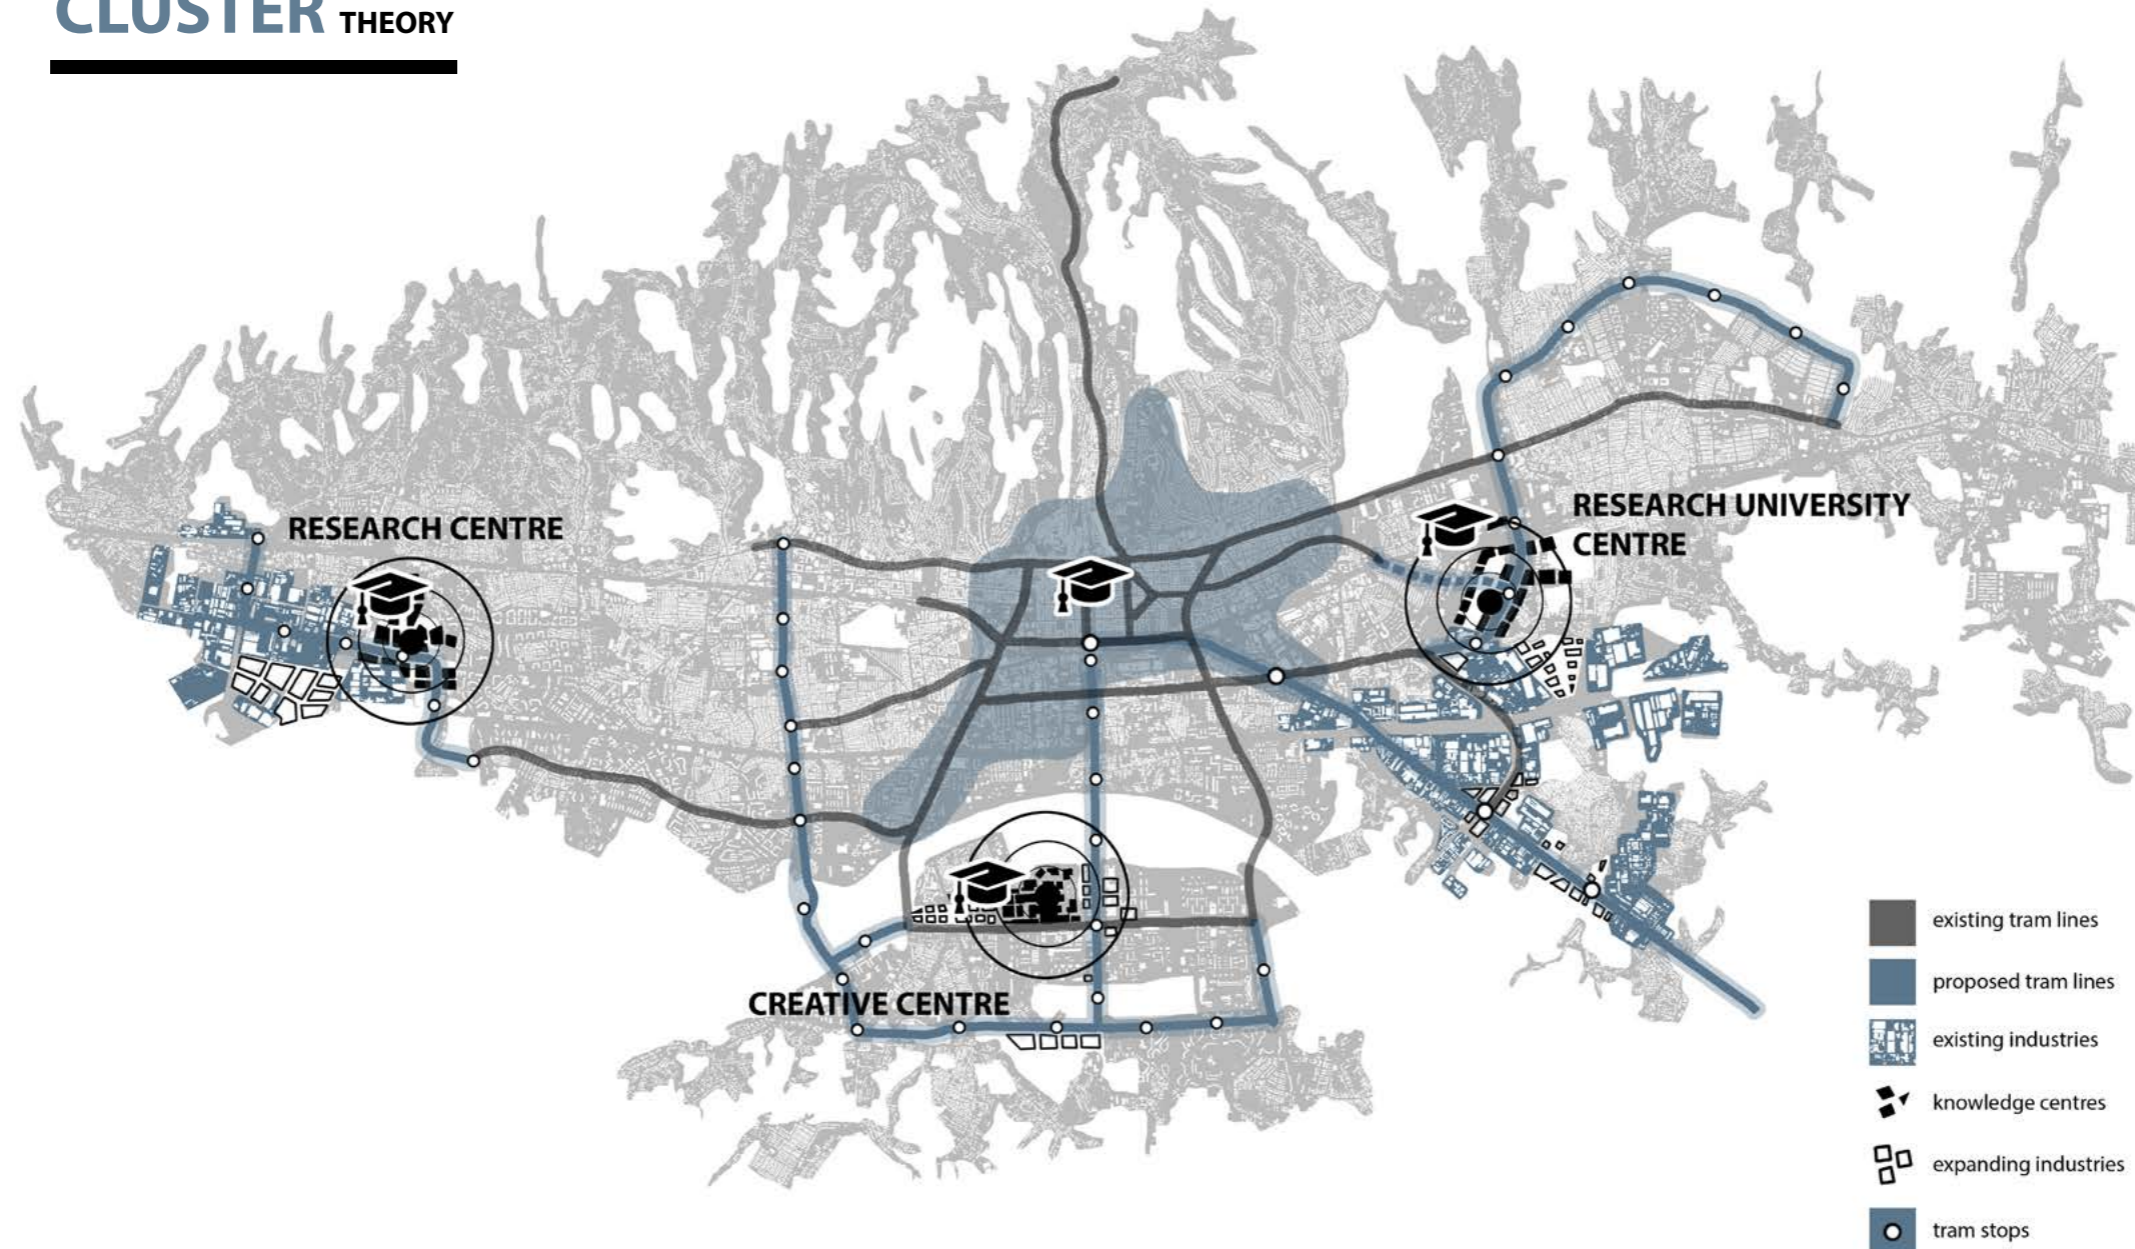 CLUSTER THEORY
RESEARCH UNIVERSITY
CENTRE
RESEARCH CENTRE
CREATIVE CENTRE
existing tram lines
proposed tram lines
existing industries
knowledge centres
expanding industries
tram stops